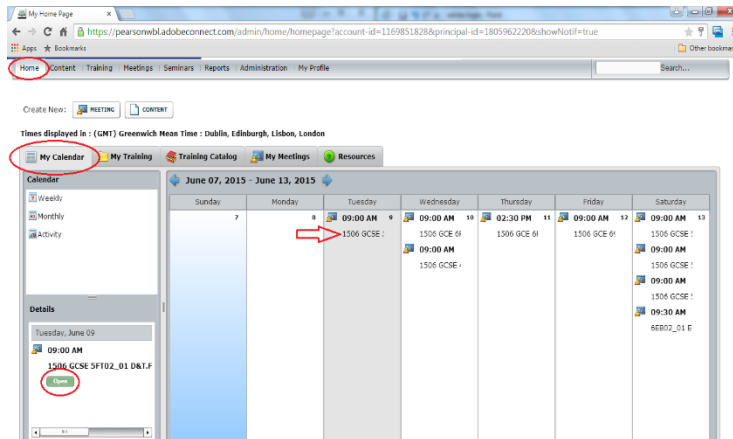 My Home Page
https://pearsonwbl.adobeconnect.com/admin/home/homepage?account-id=1169851828&principal-id=1805962220&showNotif=true
Apps Bookmarks Other bookmar
Home Content Training Meetings Seminars Reports Administration My Profile Search...
Create New: MEETING CONTENT
Times displayed in : (GMT) Greenwich Mean Time : Dublin, Edinburgh, Lisbon, London
My Calendar My Training Training Catalog My Meetings Resources
Calendar
Weekly
Monthly
Activity
June 07, 2015 - June 13, 2015
Sunday Monday Tuesday Wednesday Thursday Friday Saturday
7 8 09:00 AM 9 09:00 AM 10 02:30 PM 11 09:00 AM 12 09:00 AM 13
1506 GCSE 1506 GCE 1506 GCE 1506 GCE 1506 GCSE
09:00 AM 09:00 AM
1506 GCSE 1506 GCSE
09:00 AM
1506 GCSE
09:30 AM
6EB02_01 E
Details
Tuesday, June 09
09:00 AM
1506 GCSE 5FT02_01 D&T.F
Open